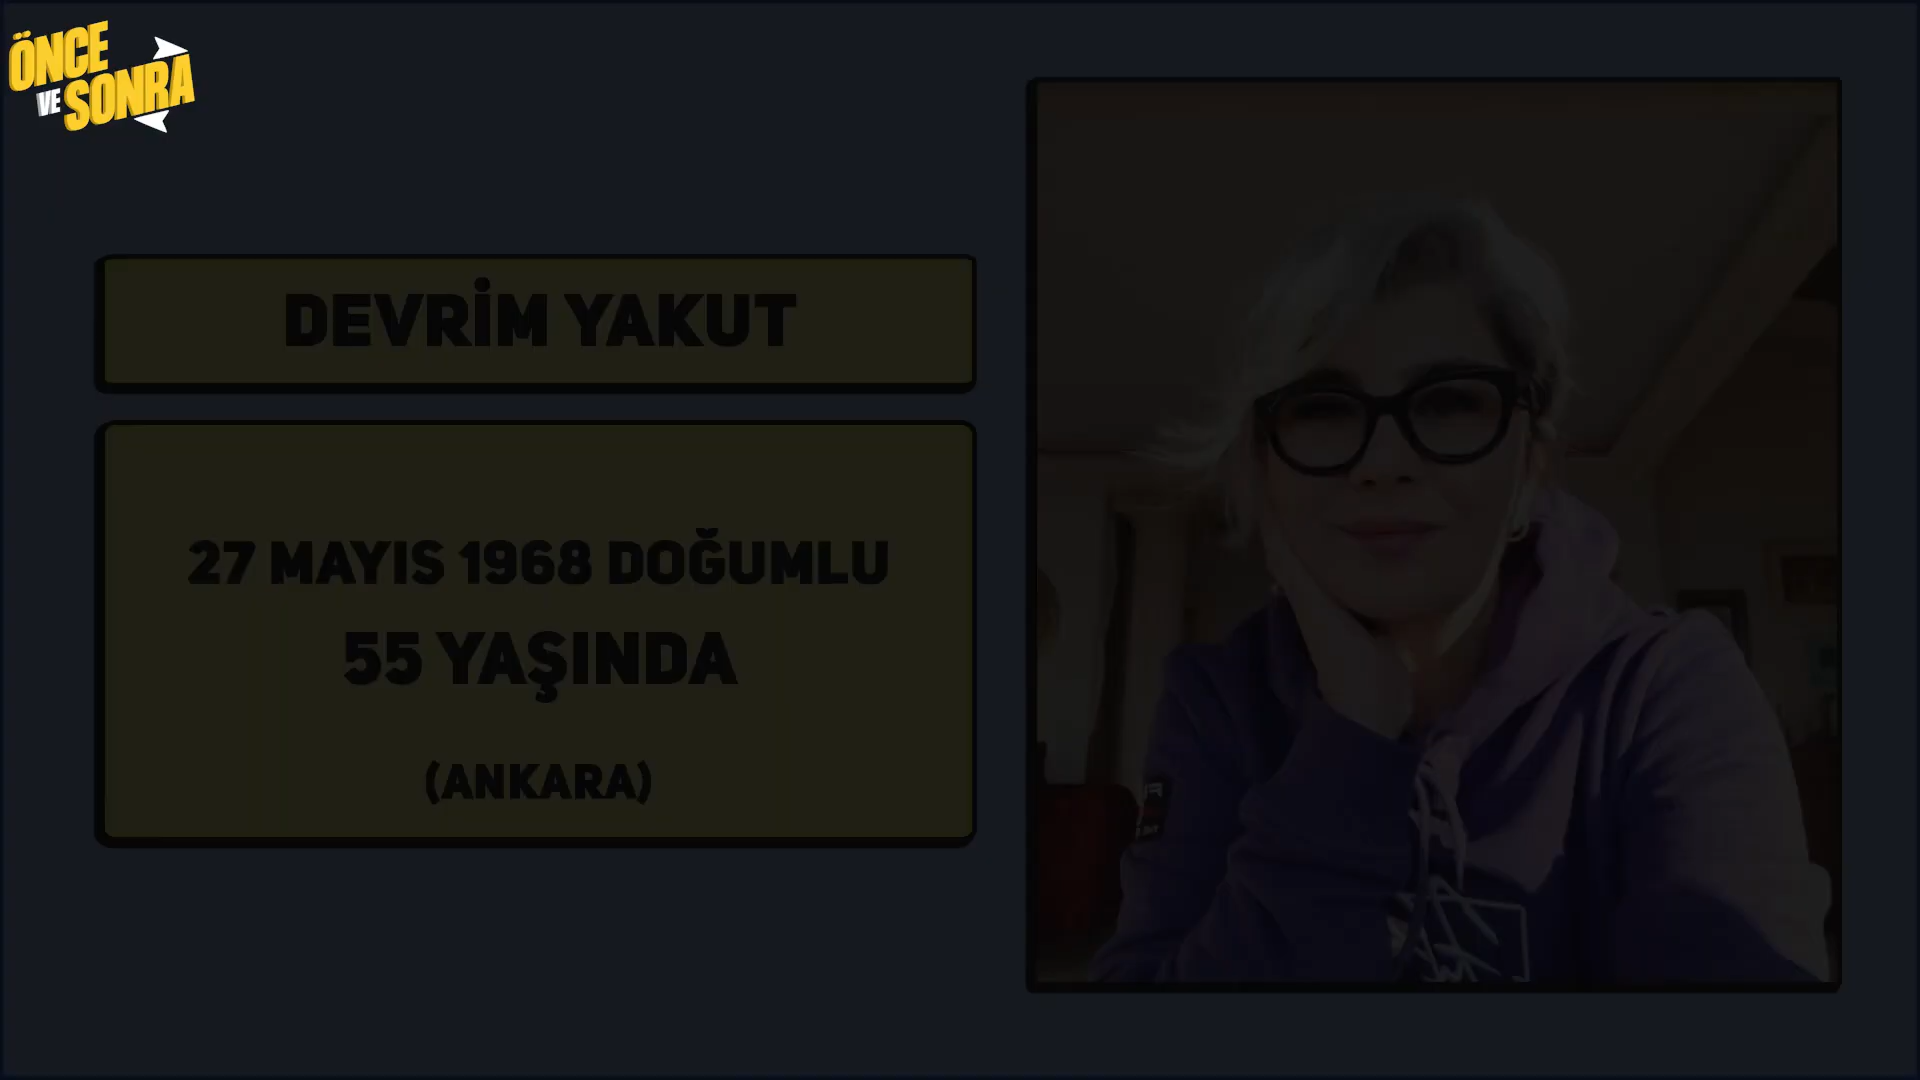 ÖNCE
VE SONRA
DEVRİM YAKUT
27 MAYIS 1968 DOĞUMLU
55 YAŞINDA
(ANKARA)